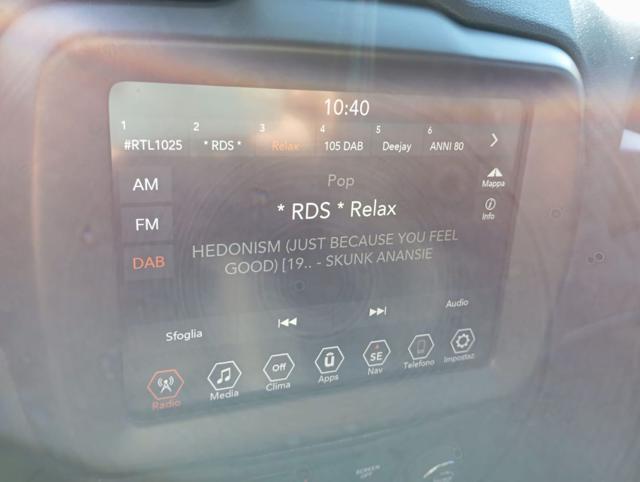 10:40
1 2 3 4 5 6
#RTL1025 * RDS * Relax 105 DAB Deejay ANNI 80
AM
Pop
Mappa
* RDS * Relax
FM
Info
HEDONISM (JUST BECAUSE YOU FEEL
GOOD) [19.. - SKUNK ANANSIE
DAB
Audio
Sfoglia
Off
SE
Radio Media Clima Apps Nav Telefono Impostaz.
SCREEN
OFF